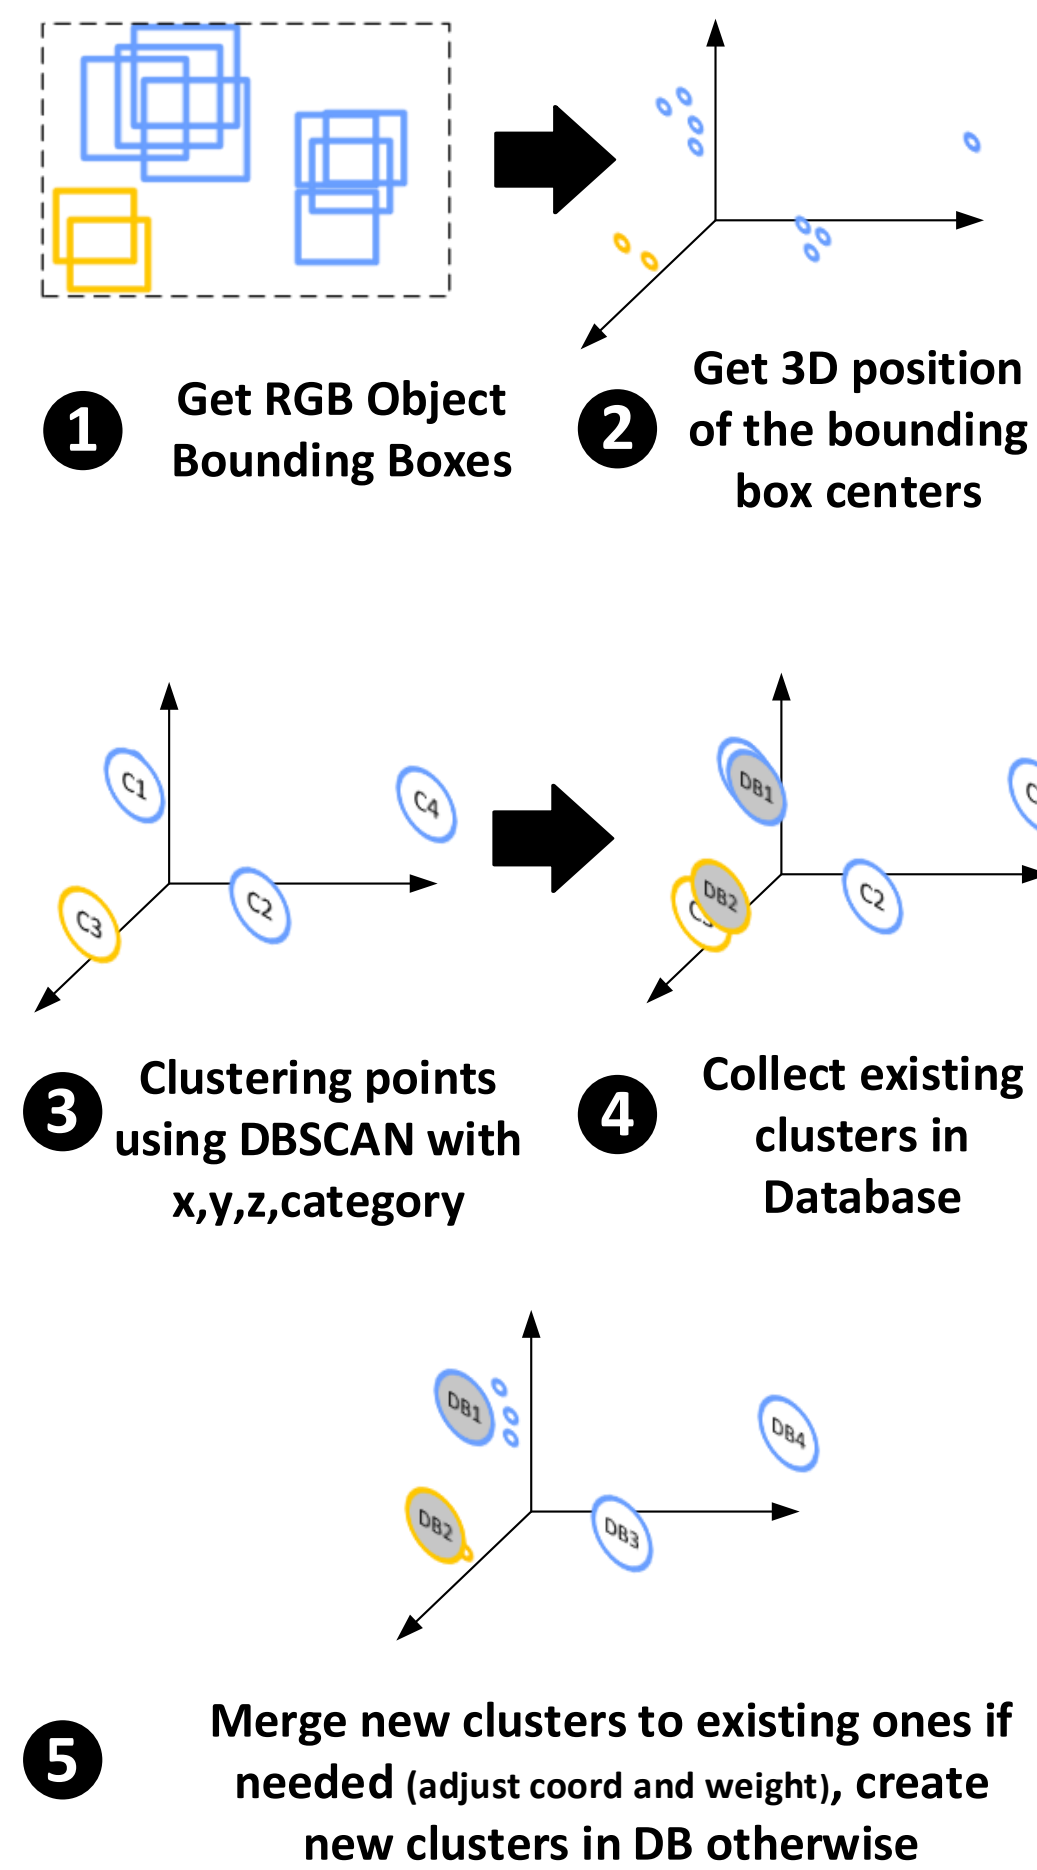 1
Get RGB Object
Bounding Boxes
2
Get 3D position
of the bounding
box centers
C1
C4
C3
C2
DB1
DB2
C2
3
Clustering points
using DBSCAN with
x,y,z,category
4
Collect existing
clusters in
Database
DB1
DB4
DB2
DB3
5
Merge new clusters to existing ones if
needed (adjust coord and weight), create
new clusters in DB otherwise